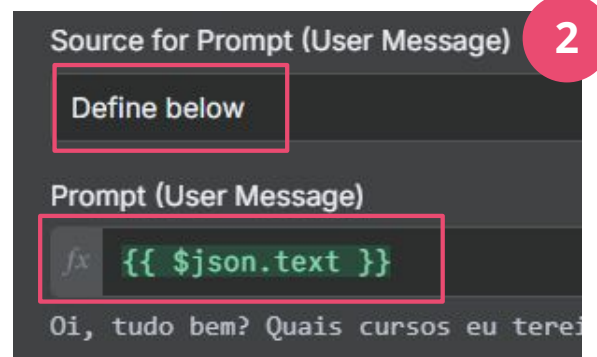 Source for Prompt (User Message)
2
Define below
Prompt (User Message)
fx {{ $json.text }}
Oi, tudo bem? Quais cursos eu terei